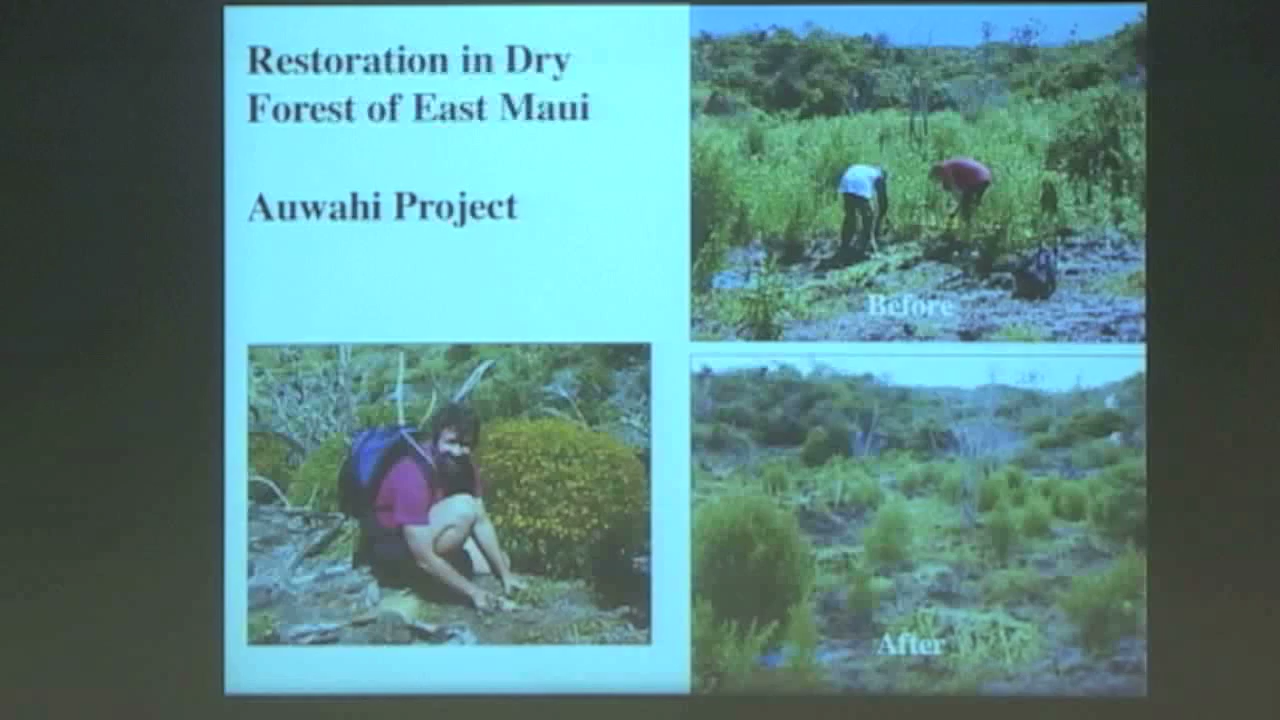 Restoration in Dry
Forest of East Maui
Auwahi Project
Before
After